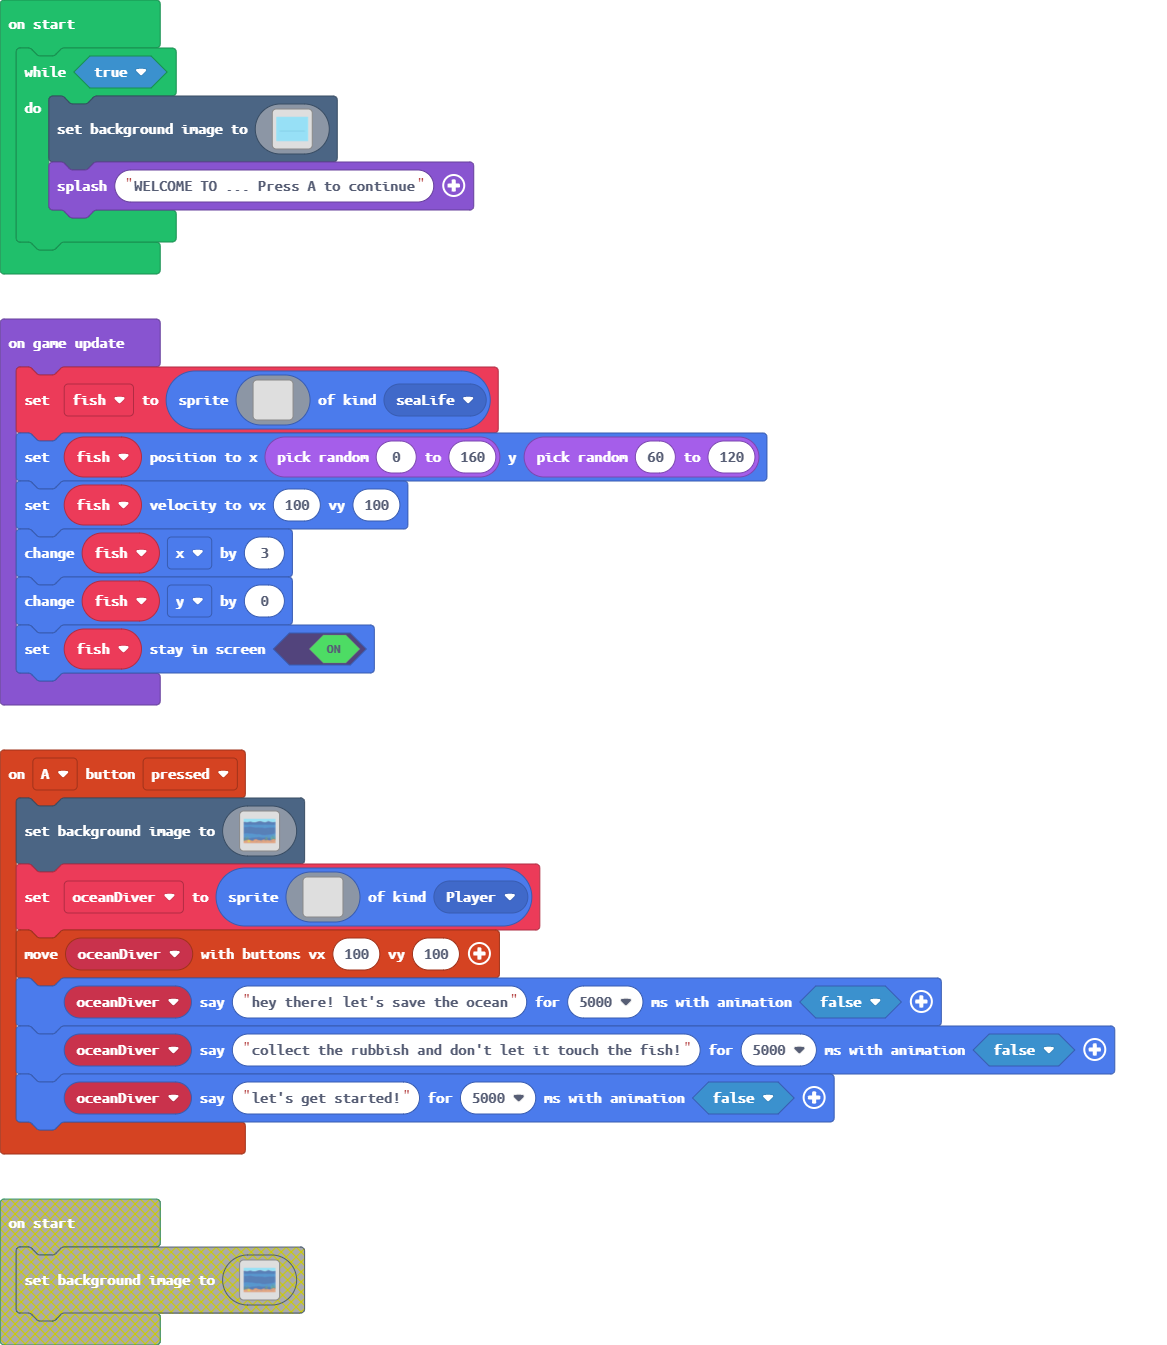 on start
while true
do
set background image to
splash "WELCOME TO ... Press A to continue"
on game update
set fish to sprite of kind seaLife
set fish position to x pick random 0 to 160 y pick random 60 to 120
set fish velocity to vx 100 vy 100
change fish x by 3
change fish y by 0
set fish stay in screen ON
on A button pressed
set background image to
set oceanDiver to sprite of kind Player
move oceanDiver with buttons vx 100 vy 100
oceanDiver say "hey there! let's save the ocean" for 5000 ms with animation false
oceanDiver say "collect the rubbish and don't let it touch the fish!" for 5000 ms with animation false
oceanDiver say "let's get started!" for 5000 ms with animation false
on start
set background image to